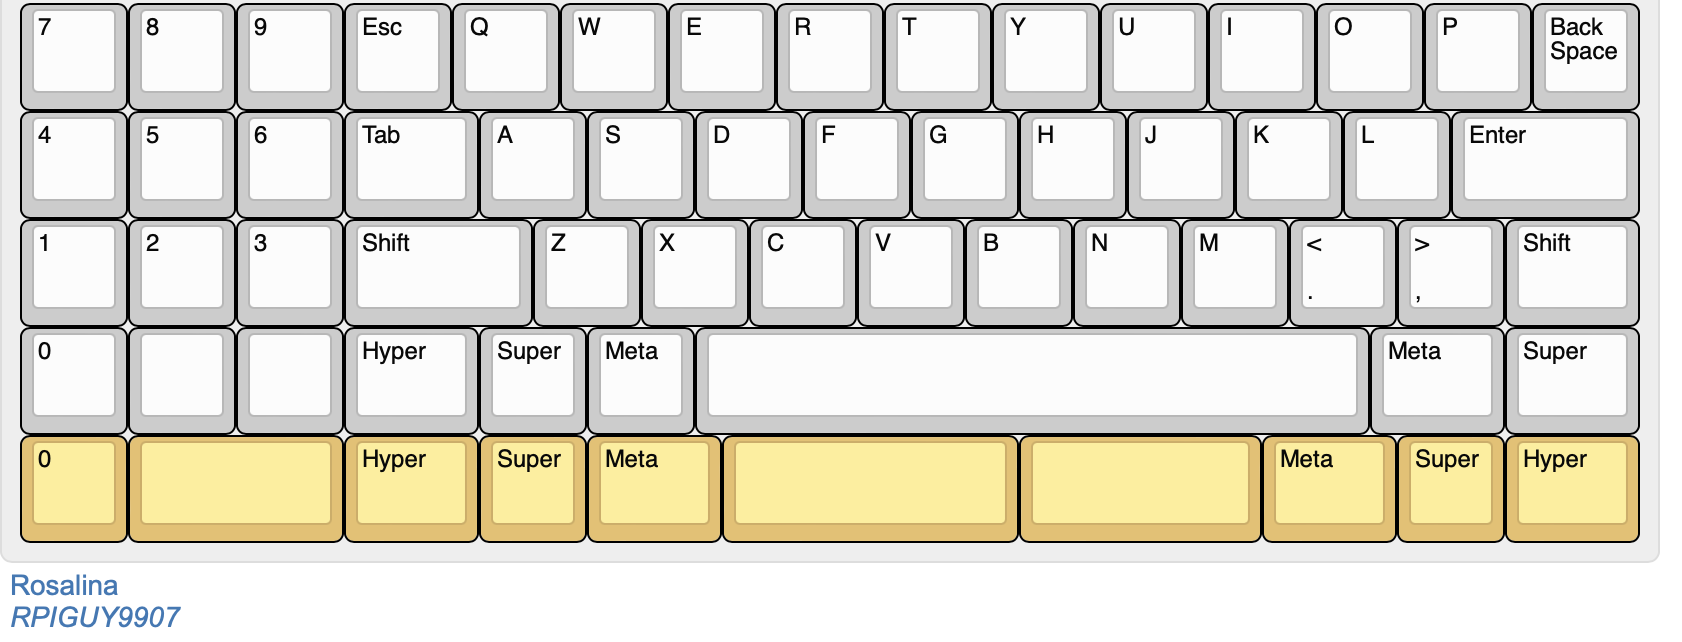 7 8 9 Esc Q W E R T Y U I O P Back
Space
4 5 6 Tab A S D F G H J K L Enter
1 2 3 Shift Z X C V B N M < > Shift
. ,
0 Hyper Super Meta Meta Super
0 Hyper Super Meta Meta Super Hyper
Rosalina
RPIGUY9907